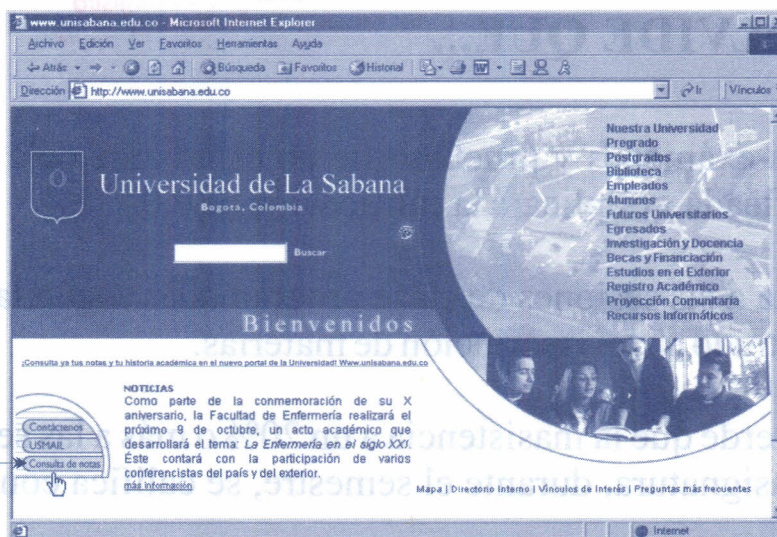 www.unisabana.edu.co - Microsoft Internet Explorer
Archivo Edición Ver Favoritos Herramientas Ayuda
Atrás Búsqueda Favoritos Historial
Dirección http://www.unisabana.edu.co Ir Vínculos
Universidad de La Sabana
Bogota, Colombia
Buscar
Bienvenidos
Nuestra Universidad
Pregrado
Postgrados
Biblioteca
Empleados
Alumnos
Futuros Universitarios
Egresados
Investigación y Docencia
Becas y Financiación
Estudios en el Exterior
Registro Académico
Proyección Comunitaria
Recursos Informáticos
¡Consulta ya tus notas y tu historia académica en el nuevo portal de la Universidad! Www.unisabana.edu.co
Contáctenos
USMAIL
Consulta de notas
NOTICIAS
Como parte de la conmemoración de su X
aniversario, la Facultad de Enfermería realizará el
próximo 8 de octubre, un acto académico que
desarrollará el tema: La Enfermería en el siglo XXI.
Éste contará con la participación de varios
conferencistas del país y del exterior.
más información
Mapa | Directorio Interno | Vínculos de Interés | Preguntas más frecuentes
Internet